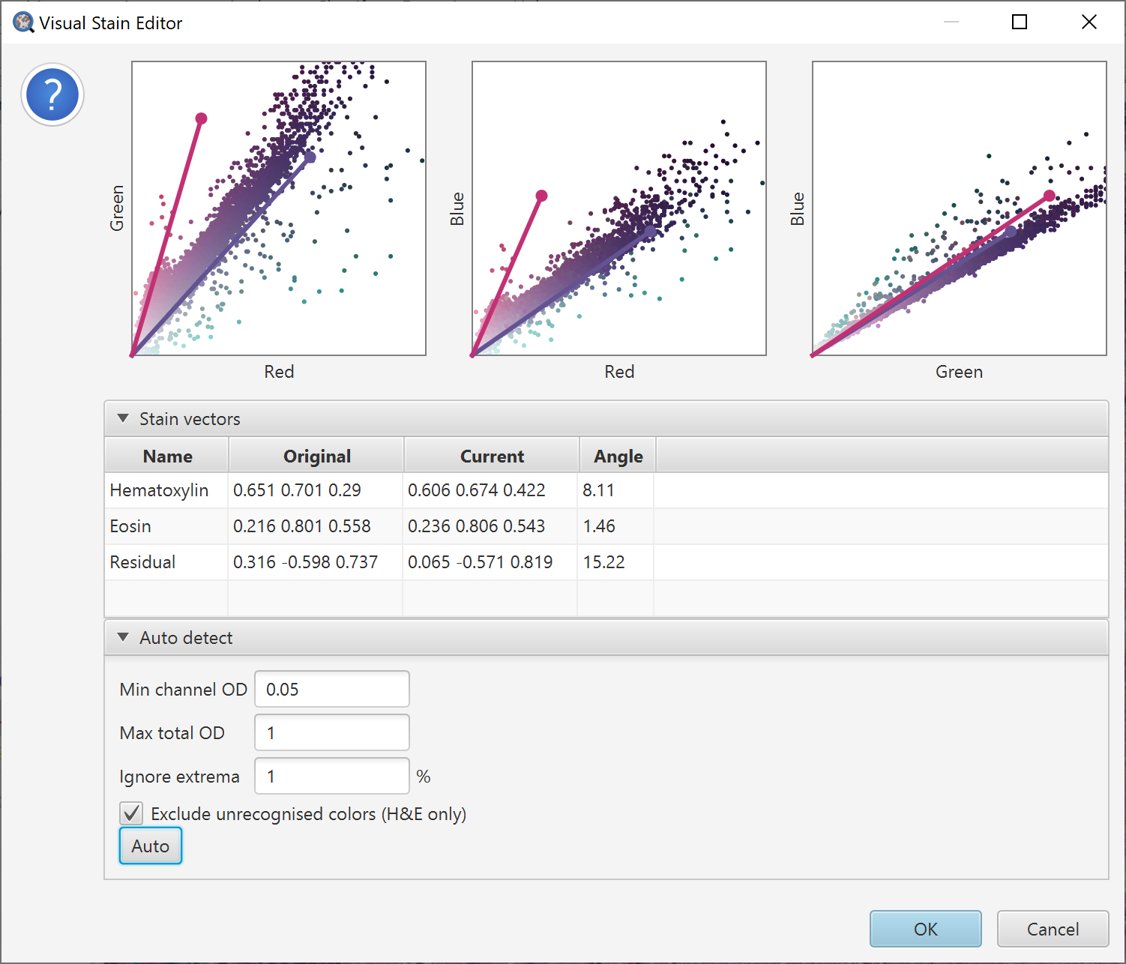 Visual Stain Editor
?
Green
Red
Blue
Red
Blue
Green
Stain vectors
Name Original Current Angle
Hematoxylin 0.651 0.701 0.29 0.606 0.674 0.422 8.11
Eosin 0.216 0.801 0.558 0.236 0.806 0.543 1.46
Residual 0.316 -0.598 0.737 0.065 -0.571 0.819 15.22
Auto detect
Min channel OD 0.05
Max total OD 1
Ignore extrema 1 %
Exclude unrecognised colors (H&E only)
Auto
OK Cancel